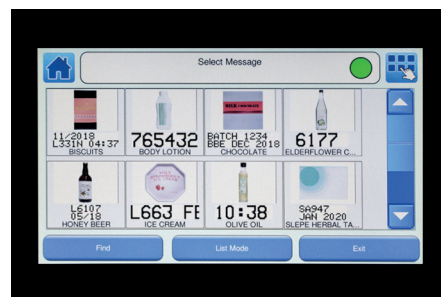 Select Message
11/2018
L331N 04:37
BISCUITS
765432
BODY LOTION
MILK CHOCOLATE
BATCH 1234
BBE DEC 2018
CHOCOLATE
6177
ELDERFLOWER C...
L6107
05/18
HONEY BEER
L663 FE
ICE CREAM
10:38
OLIVE OIL
SA947
JAN 2020
SLEPE HERBAL TA...
Find
List Mode
Exit